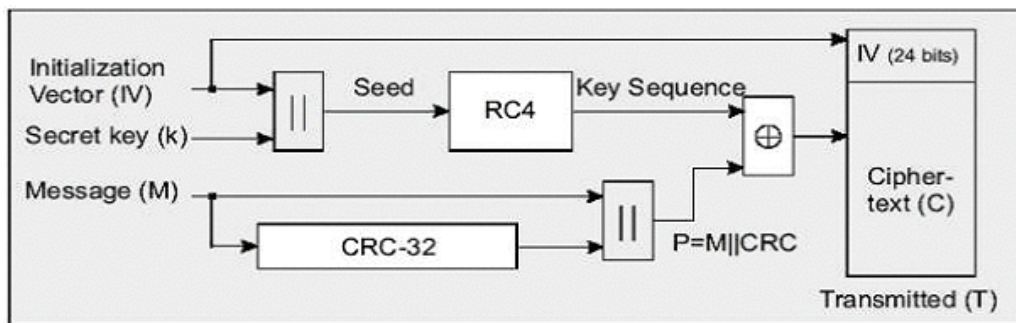 IV (24 bits)
Initialization
Vector (IV)
Seed
Key Sequence
||
RC4
⊕
Secret key (k)
Message (M)
||
Cipher-
text (C)
CRC-32
P=M||CRC
Transmitted (T)